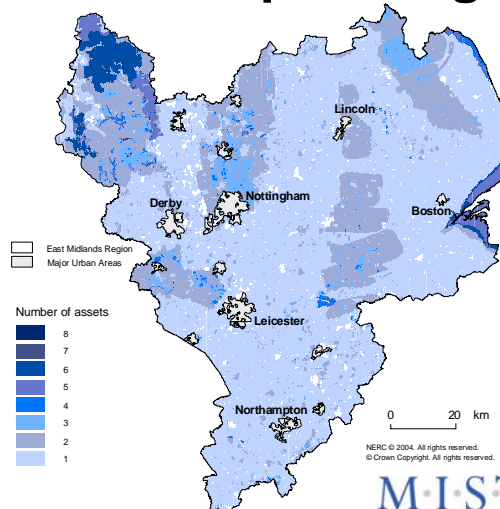 Lincoln
Nottingham
Derby
Boston
East Midlands Region
Major Urban Areas
Number of assets
8
7
6
5
4
3
2
1
Leicester
Northampton
0 20 km
NERC © 2004. All rights reserved.
© Crown Copyright. All rights reserved.
M·I·S